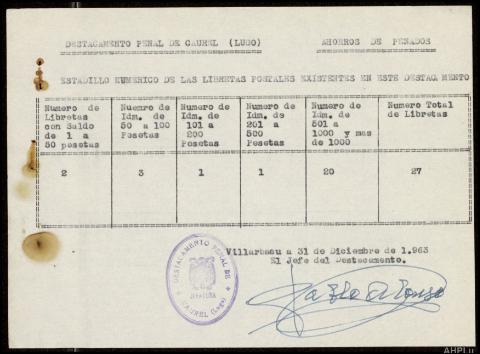 DESTACAMENTO PENAL DE CAUREL (LUGO)
AHORROS DE PENADOS
ESTADILLO NUMERICO DE LAS LIBRETAS POSTALES EXISTENTES EN ESTE DESTACAMENTO
Numero de Libretas con Saldo de 1 a 50 pesetas
Nuemro de Idm. de 50 a 100 Pesetas
Numero de Idm. de 101 a 200 Pesetas
Numero de Idm. de 201 a 500 Pesetas
Numero de Idm. de 501 a 1000 y mas de 1000
Numero Total de Libretas
2
3
1
1
20
27
Villarbacu a 31 de Diciembre de 1.963
El Jefe del Destacamento.
DESTACAMENTO PENAL DE
JEFATURA
CAUREL (Lugo)